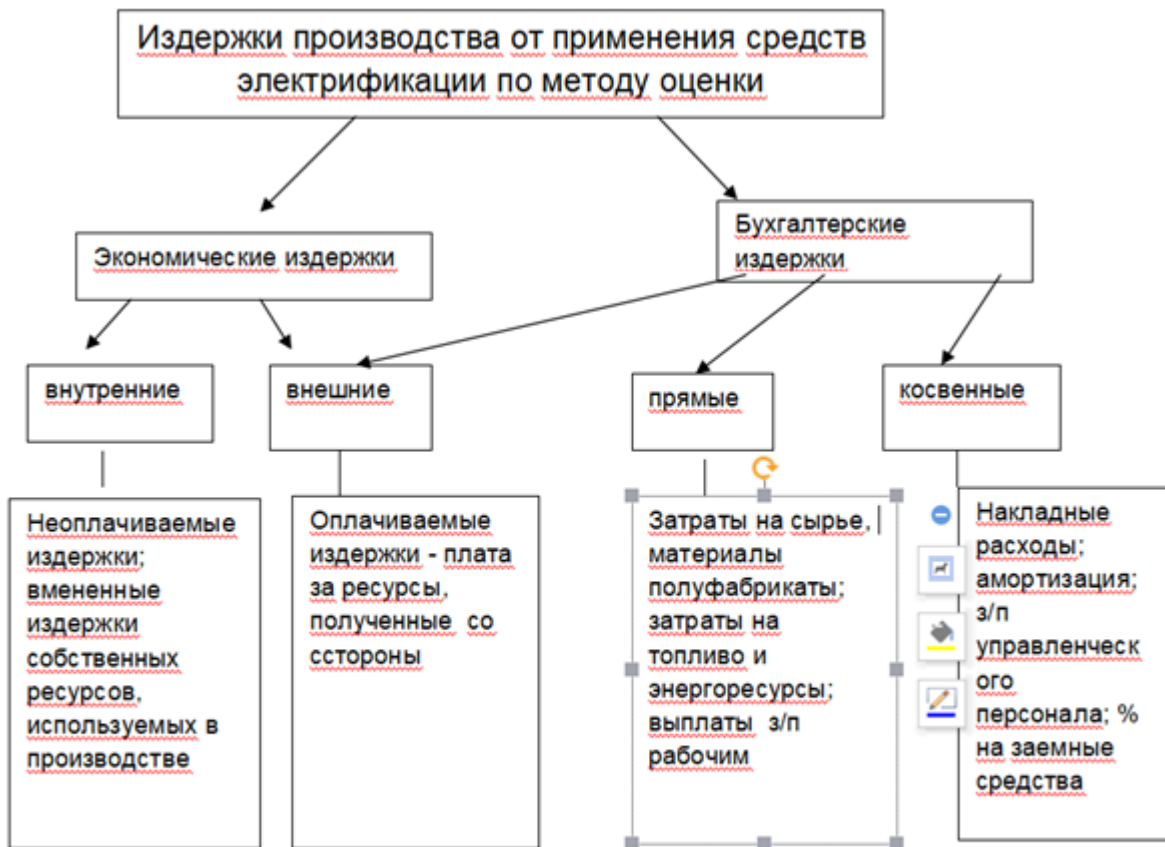 Издержки производства от применения средств
электрификации по методу оценки
Экономические издержки
Бухгалтерские
издержки
внутренние
внешние
прямые
косвенные
Неоплачиваемые
издержки;
вмененные
издержки
собственных
ресурсов,
используемых в
производстве
Оплачиваемые
издержки - плата
за ресурсы,
полученные со
сстороны
Затраты на сырье,
материалы
полуфабрикаты;
затраты на
топливо и
энергоресурсы;
выплаты з/п
рабочим
Накладные
расходы;
амортизация;
з/п
управленческ
ого
персонала; %
на заемные
средства